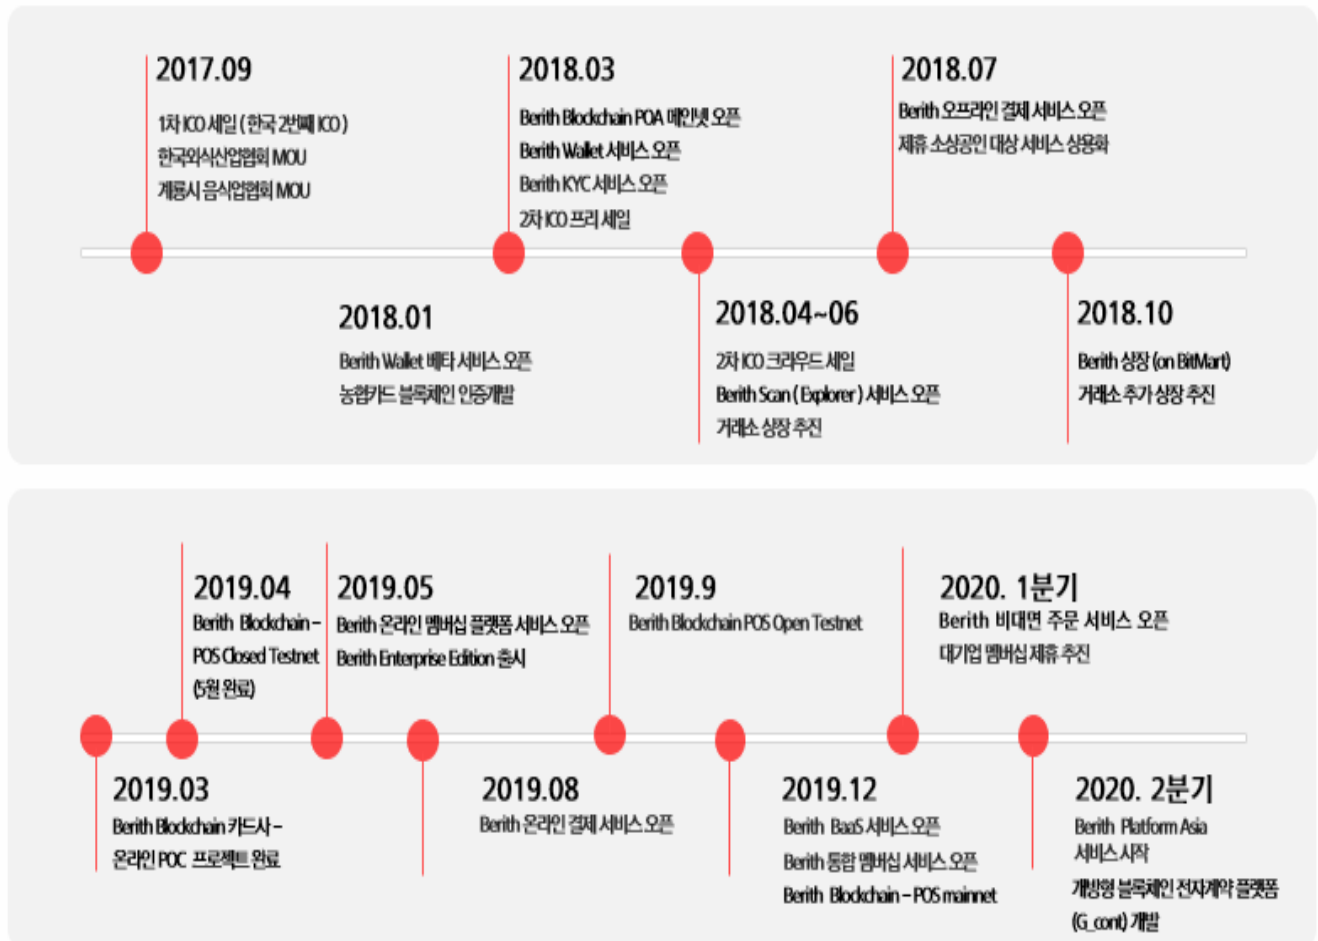 2017.09
1차 ICO 세일 ( 한국 2번째 ICO )
한국외식산업협회 MOU
계룡시 음식업협회 MOU
2018.03
Berith Blockchain POA 메인넷 오픈
Berith Wallet 서비스 오픈
Berith KYC 서비스 오픈
2차 ICO 프리 세일
2018.07
Berith 오프라인 결제 서비스 오픈
제휴 소상공인 대상 서비스 상용화
2018.01
Berith Wallet 베타 서비스 오픈
농협카드 블록체인 인증개발
2018.04~06
2차 ICO 크라우드 세일
Berith Scan ( Explorer ) 서비스 오픈
거래소 상장 추진
2018.10
Berith 상장 (on BitMart)
거래소 추가 상장 추진
2019.04
Berith Blockchain –
POS Closed Testnet
(5월 완료)
2019.05
Berith 온라인 멤버십 플랫폼 서비스 오픈
Berith Enterprise Edition 출시
2019.9
Berith Blockchain POS Open Testnet
2020. 1분기
Berith 비대면 주문 서비스 오픈
대기업 멤버십 제휴 추진
2019.03
Berith Blockchain 카드사 –
온라인 POC 프로젝트 완료
2019.08
Berith 온라인 결제 서비스 오픈
2019.12
Berith BaaS 서비스 오픈
Berith 통합 멤버십 서비스 오픈
Berith Blockchain – POS mainnet
2020. 2분기
Berith Platform Asia
서비스 시작
개방형 블록체인 전자계약 플랫폼
(G_cont) 개발